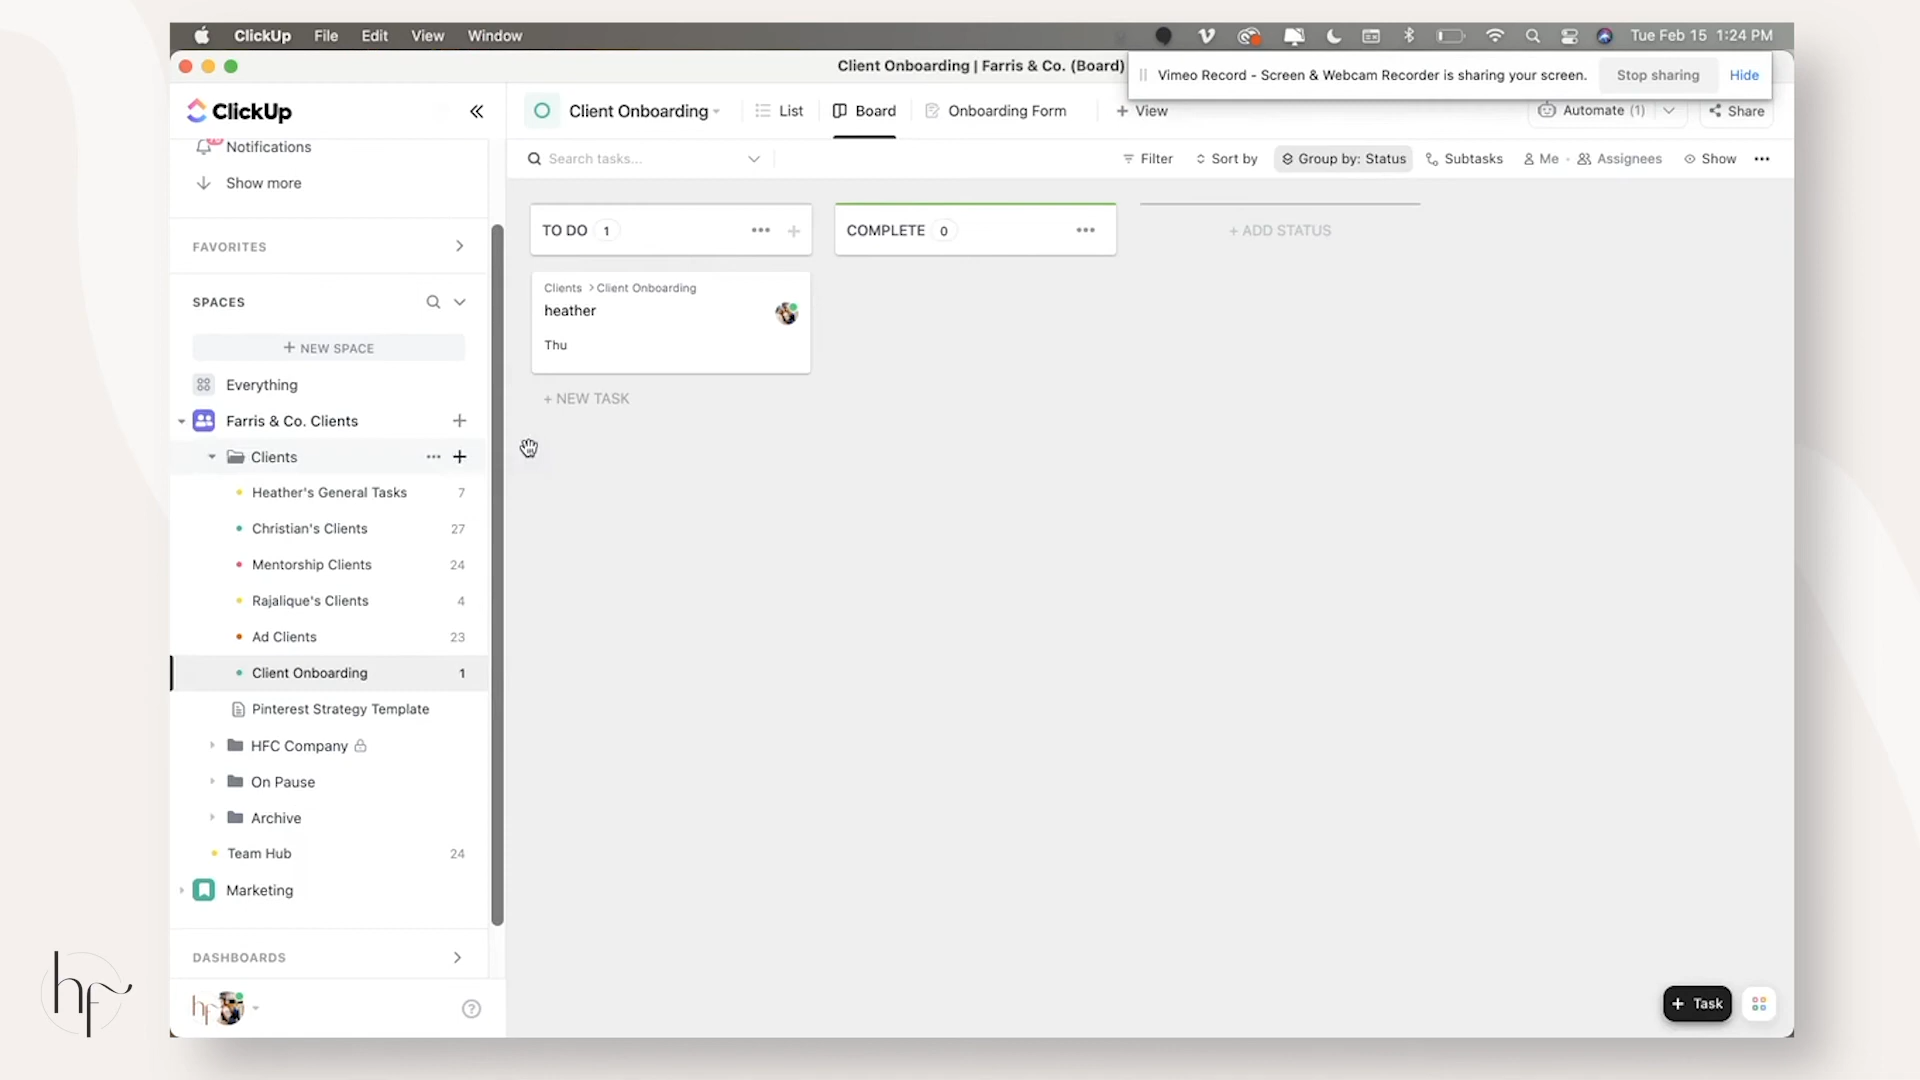 ClickUp File Edit View Window Tue Feb 15 1:24 PM
Client Onboarding | Farris & Co. (Board)
Vimeo Record - Screen & Webcam Recorder is sharing your screen. Stop sharing Hide
ClickUp
Client Onboarding List Board Onboarding Form + View Automate (1) Share
Notifications
Show more
Search tasks... Filter Sort by Group by: Status Subtasks Me Assignees Show
FAVORITES
SPACES
+ NEW SPACE
Everything
Farris & Co. Clients
Clients
Heather's General Tasks 7
Christian's Clients 27
Mentorship Clients 24
Rajalique's Clients 4
Ad Clients 23
Client Onboarding 1
Pinterest Strategy Template
HFC Company
On Pause
Archive
Team Hub 24
Marketing
DASHBOARDS
hf
TO DO 1
Clients > Client Onboarding
heather
Thu
+ NEW TASK
COMPLETE 0
+ ADD STATUS
+ Task
hf